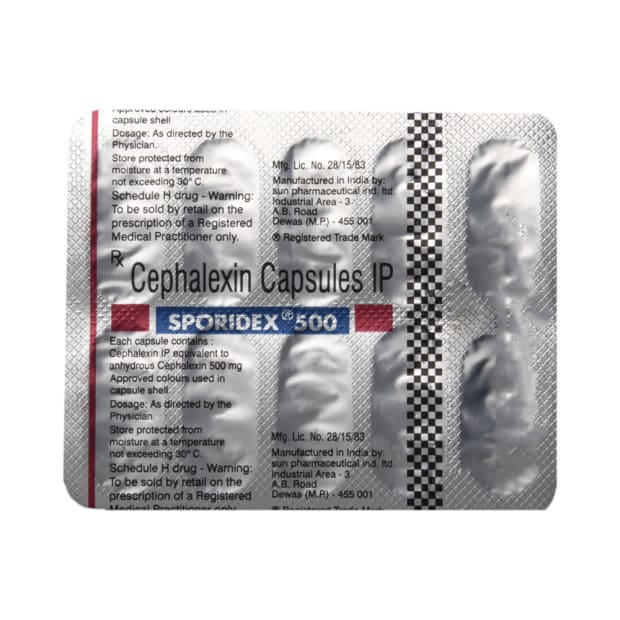 Approved colours used in
capsule shell
Dosage: As directed by the
Physician.
Store protected from
moisture at a temperature
not exceeding 30° C.
Schedule H drug - Warning:
To be sold by retail on the
prescription of a Registered
Medical Practitioner only.
Mfg. Lic. No. 28/15/83
Manufactured in India by:
sun pharmaceutical ind. ltd.
Industrial Area - 3
A.B. Road
Dewas (M.P.) - 455 001
® Registered Trade Mark
Rx
Cephalexin Capsules IP
SPORIDEX® 500
Each capsule contains :
Cephalexin IP equivalent to
anhydrous Cephalexin 500 mg
Approved colours used in
capsule shell
Dosage: As directed by the
Physician.
Store protected from
moisture at a temperature
not exceeding 30° C.
Schedule H drug - Warning:
To be sold by retail on the
prescription of a Registered
Medical Practitioner only.
Mfg. Lic. No. 28/15/83
Manufactured in India by:
sun pharmaceutical ind. ltd.
Industrial Area - 3
A.B. Road
Dewas (M.P.) - 455 001
® Registered Trade Mark